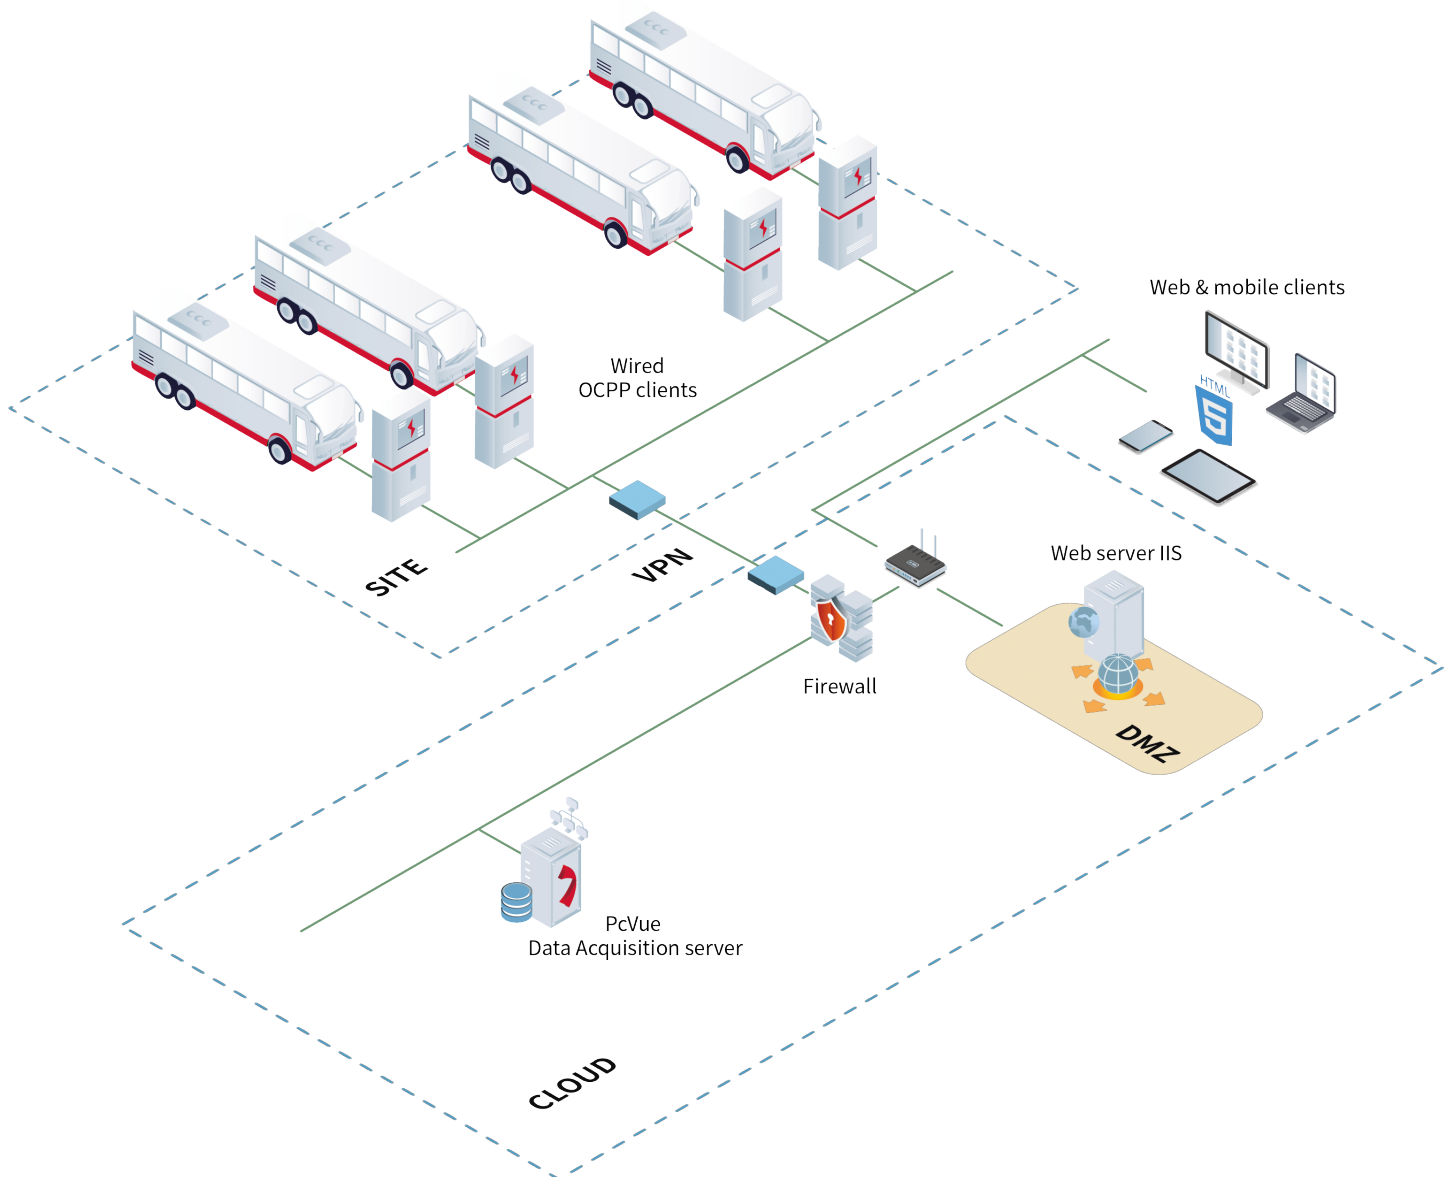 Web & mobile clients
Wired
OCPP clients
HTML
5
SITE
VPN
Web server IIS
Firewall
DMZ
PcVue
Data Acquisition server
CLOUD